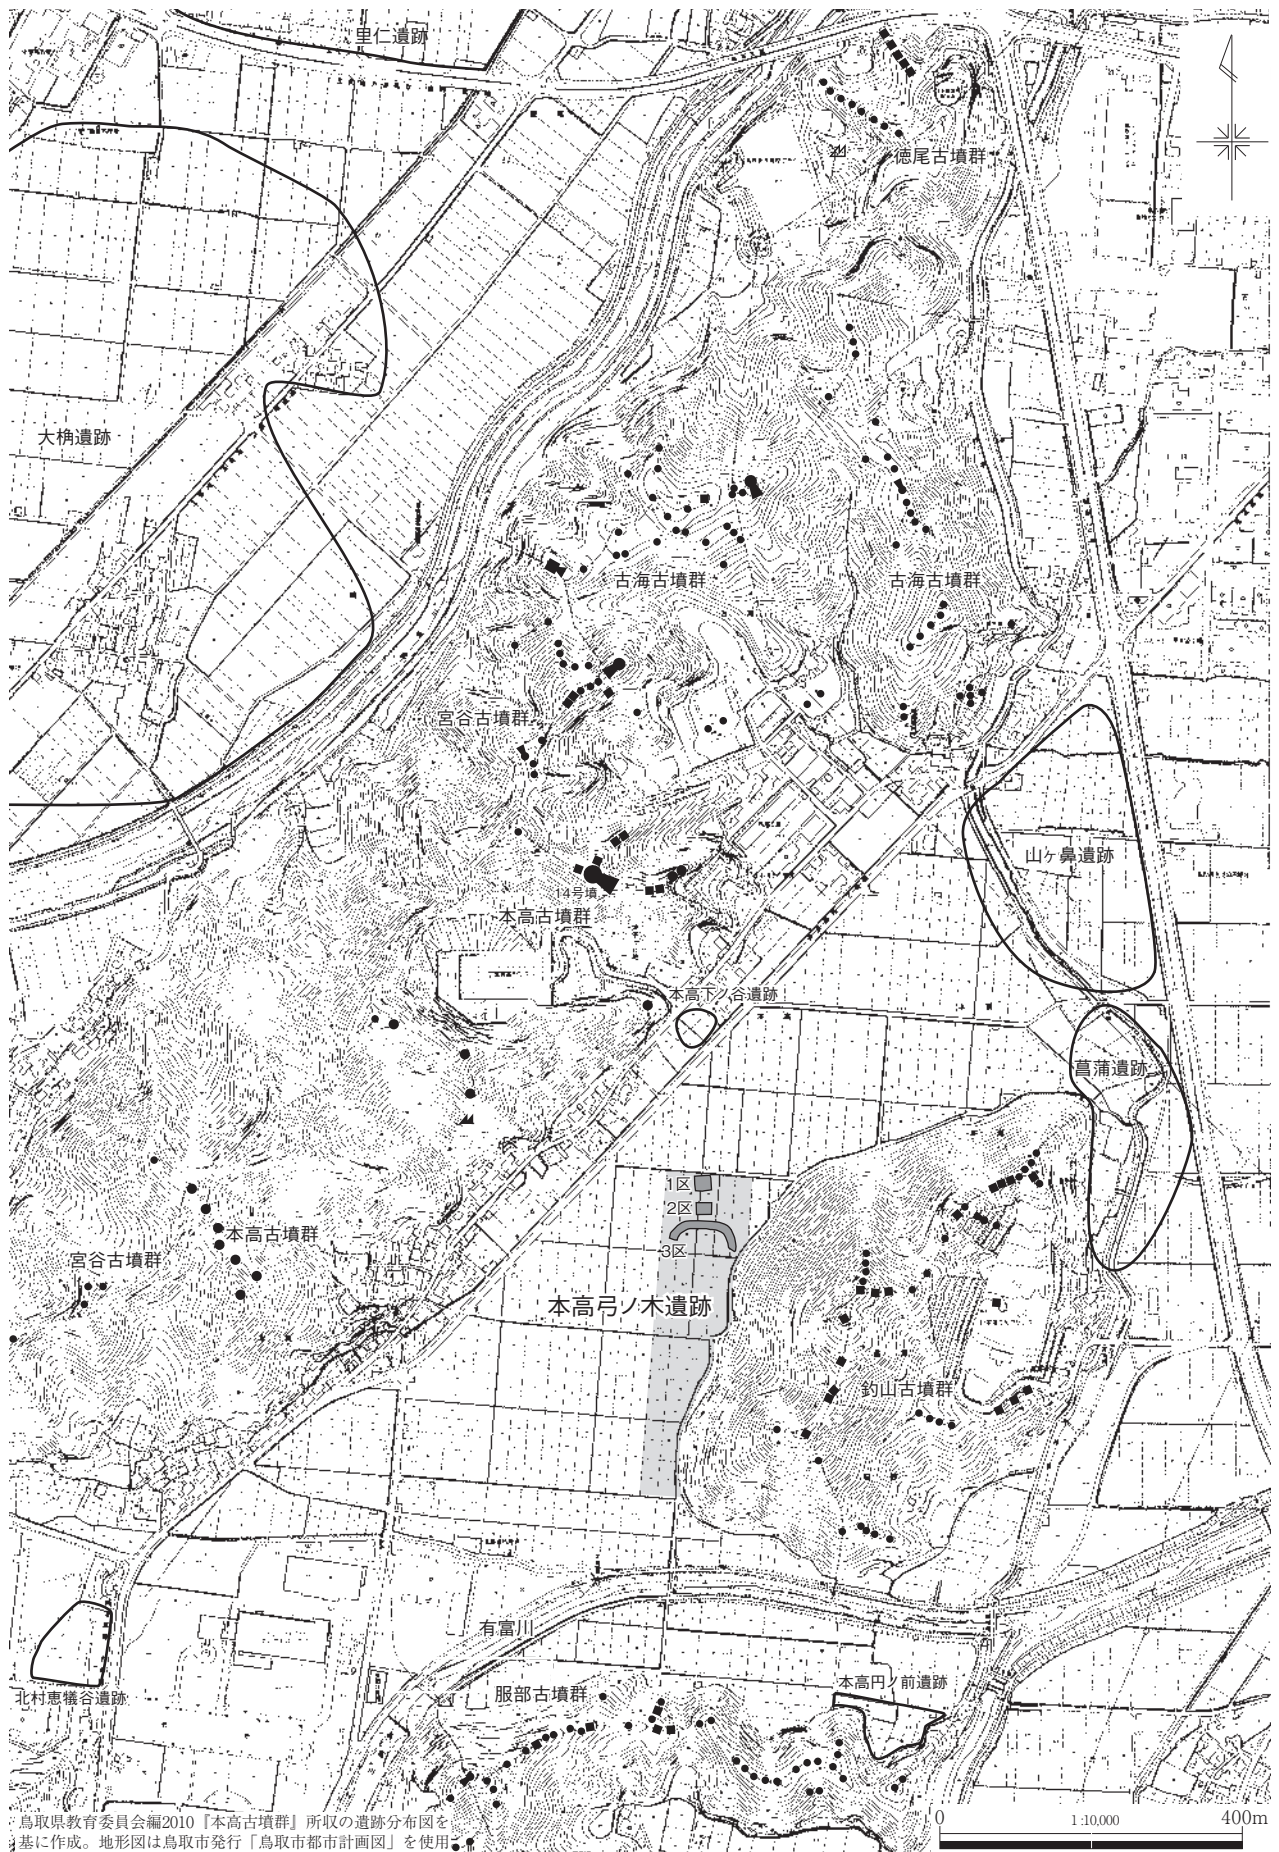 里仁遺跡
徳尾古墳群
大桷遺跡
古海古墳群
古海古墳群
宮谷古墳群
山ヶ鼻遺跡
14号墳
本高古墳群
本高下ノ谷遺跡
菖蒲遺跡
1区
2区
3区
本高古墳群
宮谷古墳群
本高弓ノ木遺跡
釣山古墳群
有富川
北村恵儀谷遺跡
服部古墳群
本高円ノ前遺跡
鳥取県教育委員会編2010『本高古墳群』所収の遺跡分布図を
基に作成。地形図は鳥取市発行「鳥取市都市計画図」を使用
0 1:10,000 400m